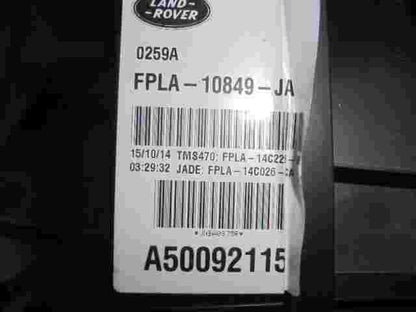 LAND-
ROVER
0259A
FPLA-10849-JA
15/10/14 TMS470: FPLA-14C22
03:29:32 JADE: FPLA-14C026-
A50092115